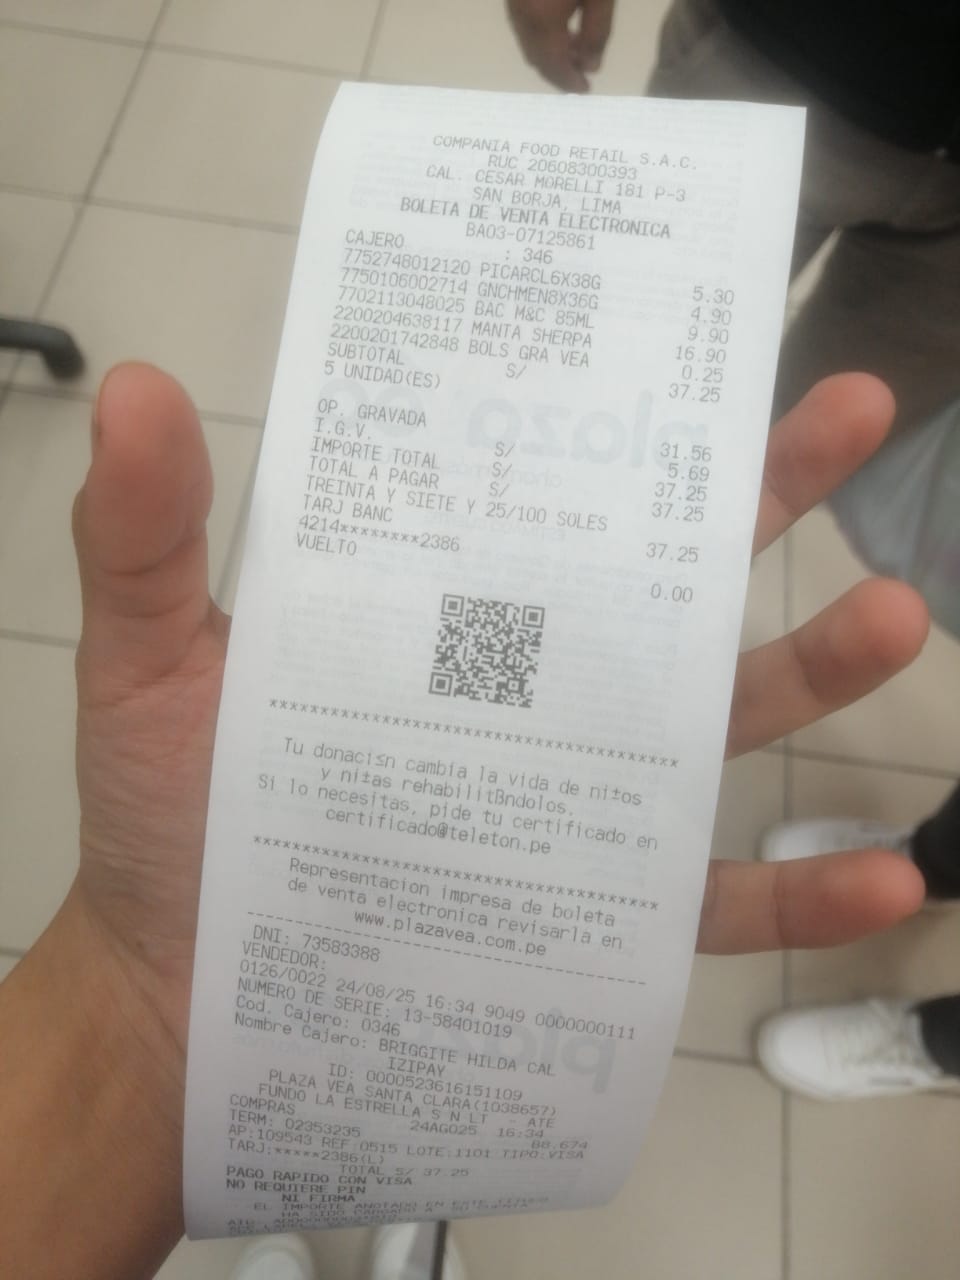 COMPANIA FOOD RETAIL S.A.C.
RUC 20608300393
CAL. CESAR MORELLI 181 P-3
SAN BORJA, LIMA
BOLETA DE VENTA ELECTRONICA
BA03-07125861
CAJERO : 346
7752748012120 PICARCL6X38G 5.30
7750106002714 GNCHMEN8X36G 4.90
7702113048025 BAC M&C 85ML 9.90
2200204638117 MANTA SHERPA 16.90
2200201742848 BOLS GRA VEA 0.25
SUBTOTAL S/ 37.25
5 UNIDAD(ES)
OP. GRAVADA S/ 31.56
I.G.V. S/ 5.69
IMPORTE TOTAL S/ 37.25
TOTAL A PAGAR 37.25
TREINTA Y SIETE Y 25/100 SOLES
TARJ BANC 37.25
4214********2386
VUELTO 0.00
****************************************
Tu donaci≤n cambia la vida de ni±os
y ni±as rehabilitßndolos.
Si lo necesitas, pide tu certificado en
certificado@teleton.pe
****************************************
Representacion impresa de boleta
de venta electronica revisarla en
www.plazavea.com.pe
----------------------------------------
DNI: 73583388
VENDEDOR:
0126/0022 24/08/25 16:34 9049 0000000111
NUMERO DE SERIE: 13-58401019
Cod. Cajero: 0346
Nombre Cajero: BRIGGITE HILDA CAL
IZIPAY
ID: 0000523616151109
PLAZA VEA SANTA CLARA(1038657)
FUNDO LA ESTRELLA S N LT - ATE
COMPRAS 24AGO25 16:34
TERM: 02353235 B8.674
AP:109543 REF:0515 LOTE:1101 TIPO:VISA
TARJ:*****2386(L)
TOTAL S/ 37.25
PAGO RAPIDO CON VISA
NO REQUIERE PIN
NI FIRMA
EL IMPORTE ANOTADO EN ESTE
HA SIDO CARGADO